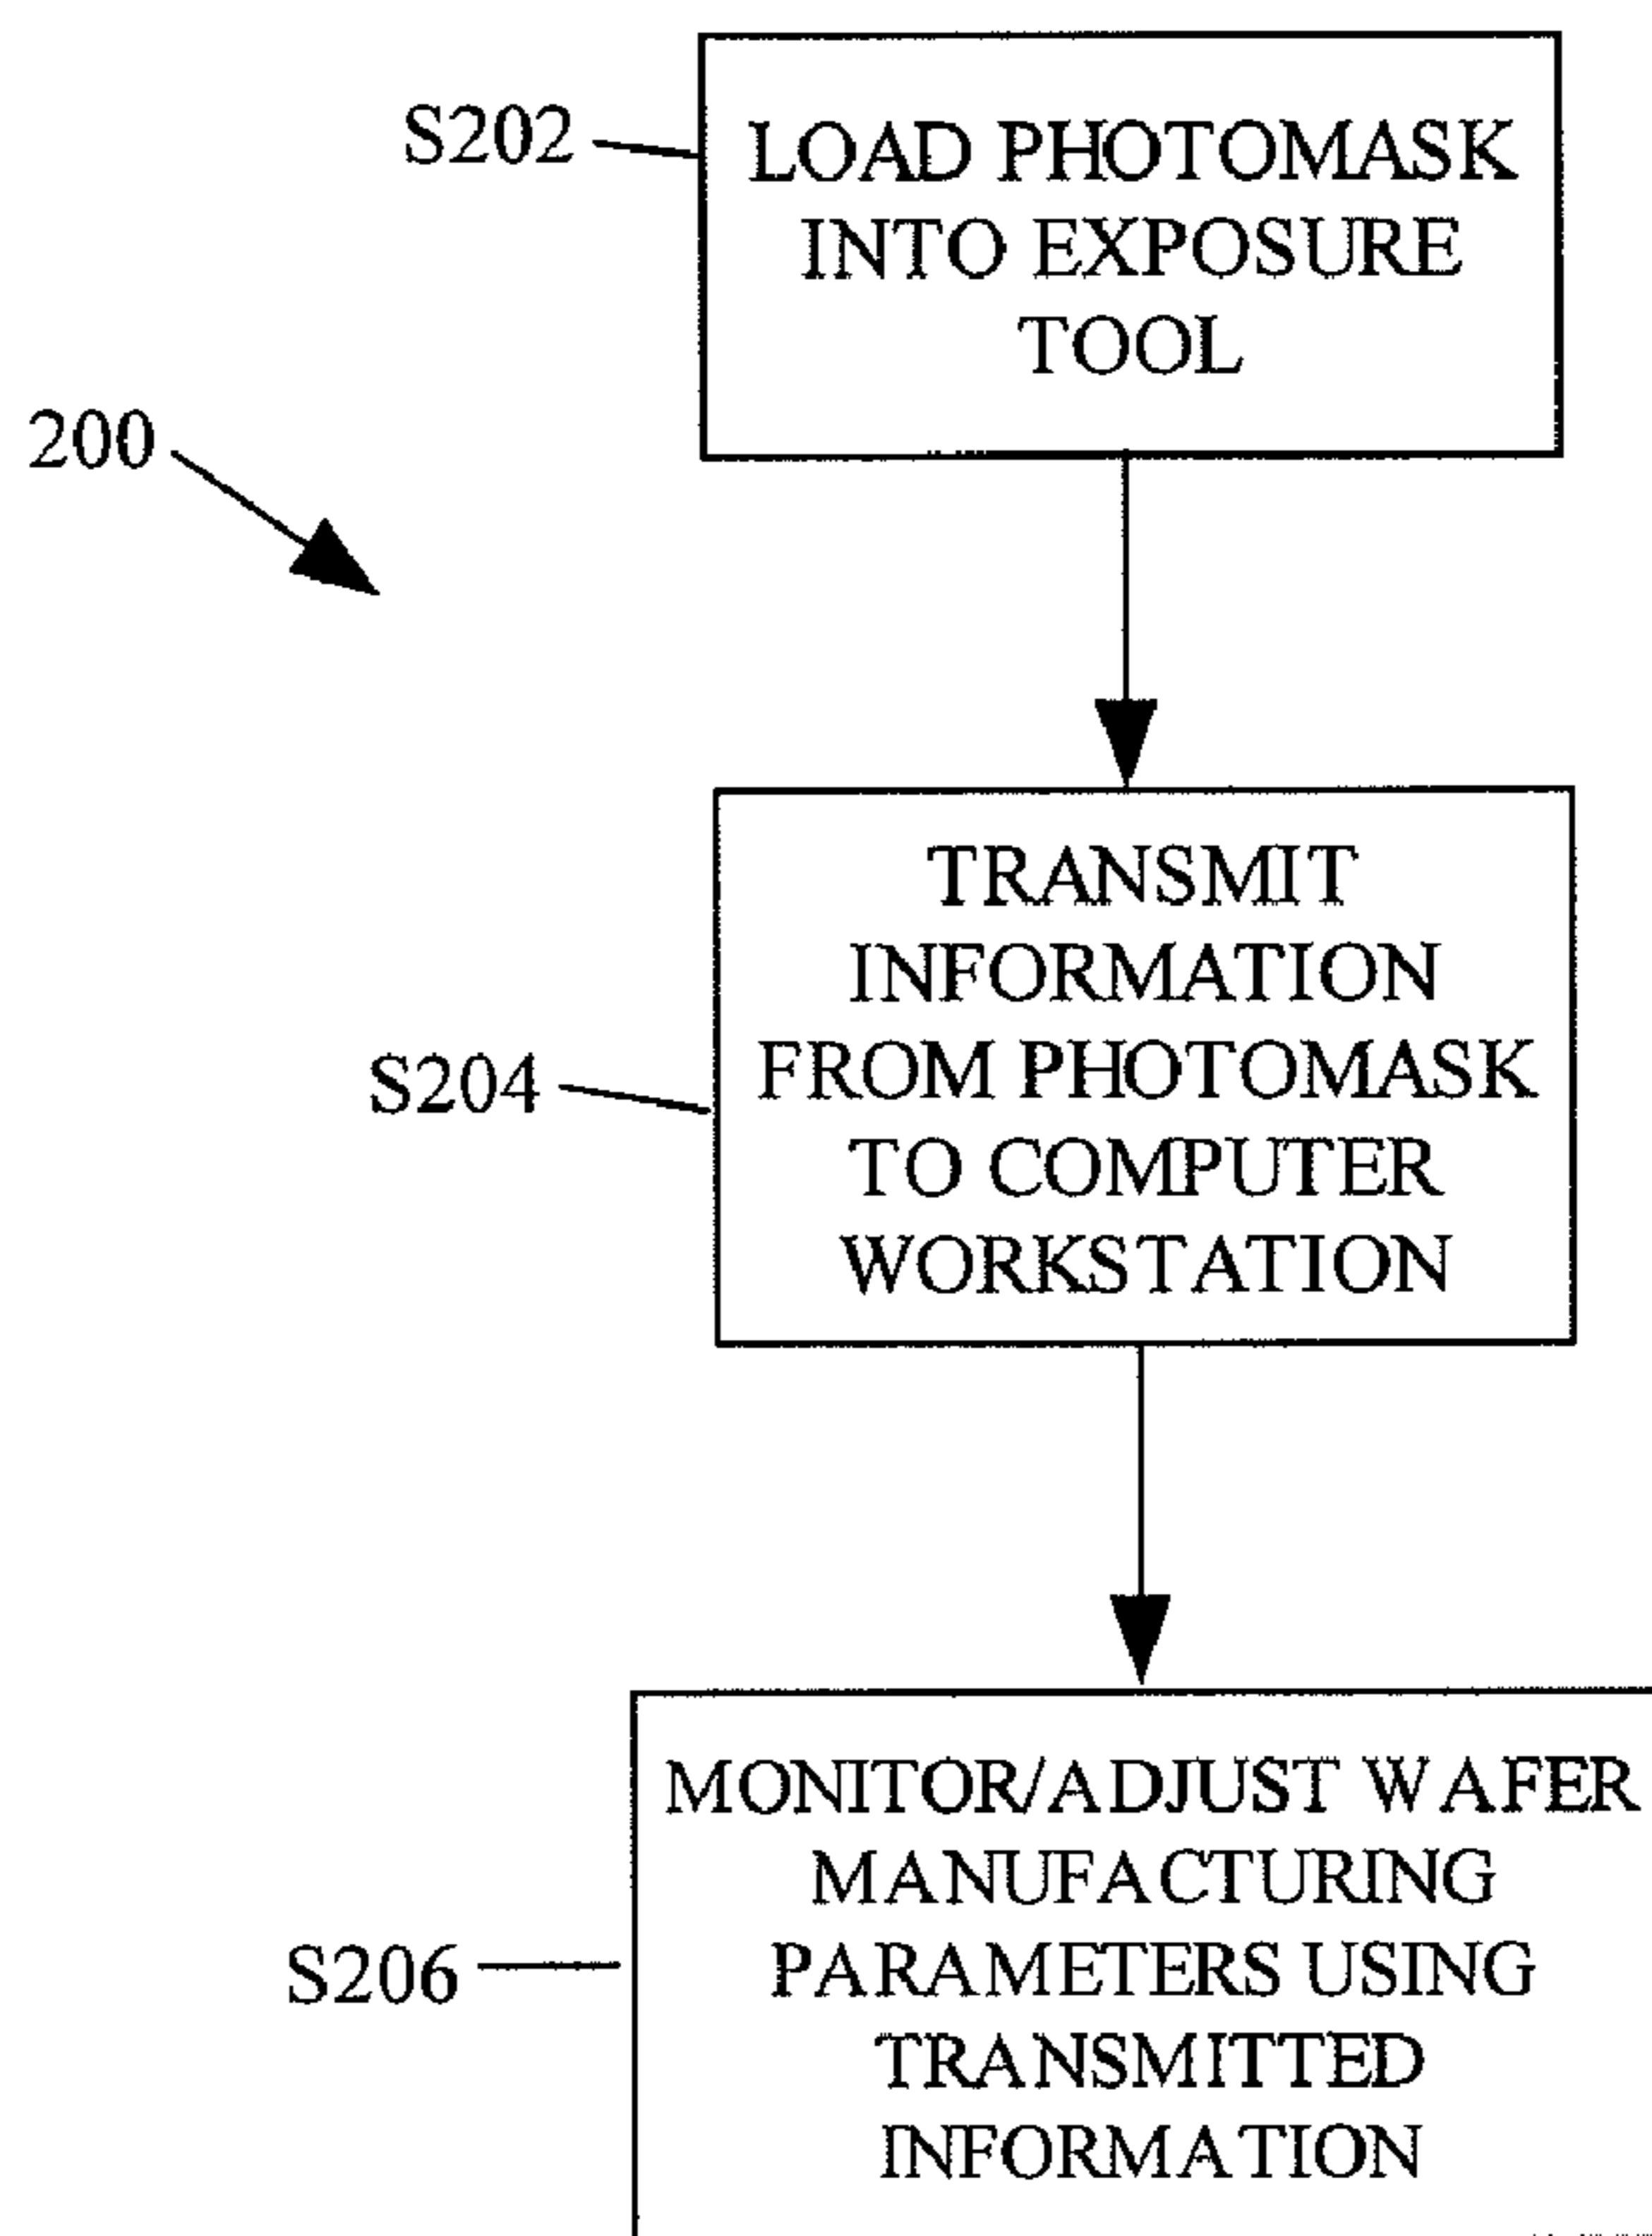 S202
LOAD PHOTOMASK
INTO EXPOSURE
TOOL
200
TRANSMIT
INFORMATION
FROM PHOTOMASK
TO COMPUTER
WORKSTATION
S204
MONITOR/ADJUST WAFER
MANUFACTURING
PARAMETERS USING
TRANSMITTED
INFORMATION
S206